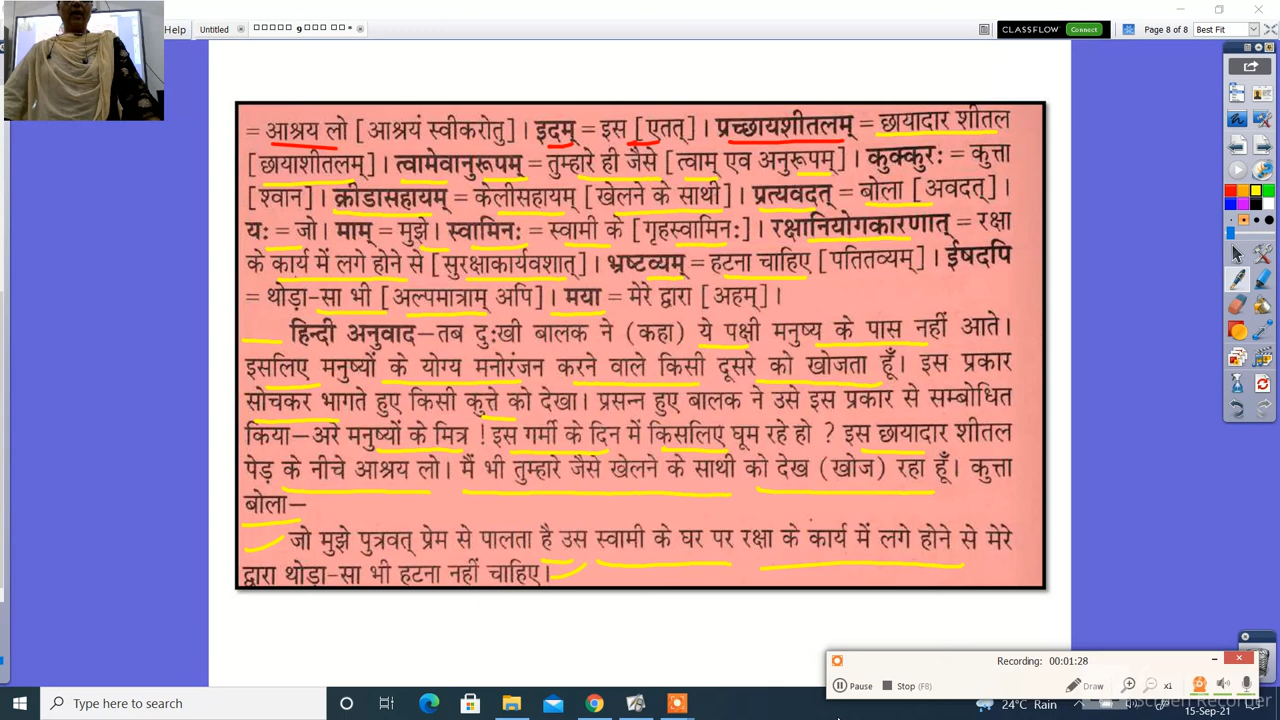 Help
Untitled
9
CLASSFLOW Connect
Page 8 of 8
Best Fit
= आश्रय लो [आश्रयं स्वीकरोतु]। इदम् = इस [एतत्]। प्रच्छायशीतलम् = छायादार शीतल
[छायाशीतलम्]। त्वामेवानुरूपम् = तुम्हारे ही जैसे [त्वाम् एव अनुरूपम्]। कुक्कुरः = कुत्ता
[श्वान]। क्रीडासहायम् = केलीसहायम् [खेलने के साथी]। प्रत्यवदत् = बोला [अवदत्]।
यः = जो। माम् = मुझे। स्वामिनः = स्वामी के [गृहस्वामिनः]। रक्षानियोगकारणात् = रक्षा
के कार्य में लगे होने से [सुरक्षाकार्यवशात्]। भ्रष्टव्यम् = हटना चाहिए [पतितव्यम्]। ईषदपि
= थोड़ा-सा भी [अल्पमात्राम् अपि]। मया = मेरे द्वारा [अहम्]।
हिन्दी अनुवाद–तब दुःखी बालक ने (कहा) ये पक्षी मनुष्य के पास नहीं आते।
इसलिए मनुष्यों के योग्य मनोरंजन करने वाले किसी दूसरे को खोजता हूँ। इस प्रकार
सोचकर भागते हुए किसी कुत्ते को देखा। प्रसन्न हुए बालक ने उसे इस प्रकार से सम्बोधित
किया–अरे मनुष्यों के मित्र ! इस गर्मी के दिन में किसलिए घूम रहे हो ? इस छायादार शीतल
पेड़ के नीचे आश्रय लो। मैं भी तुम्हारे जैसे खेलने के साथी को देख (खोज) रहा हूँ। कुत्ता
बोला–
जो मुझे पुत्रवत् प्रेम से पालता है उस स्वामी के घर पर रक्षा के कार्य में लगे होने से मेरे
द्वारा थोड़ा-सा भी हटना नहीं चाहिए।
Recording: 00:01:28
Pause
Stop (F8)
Draw
x1
Type here to search
24°C Rain
15-Sep-21